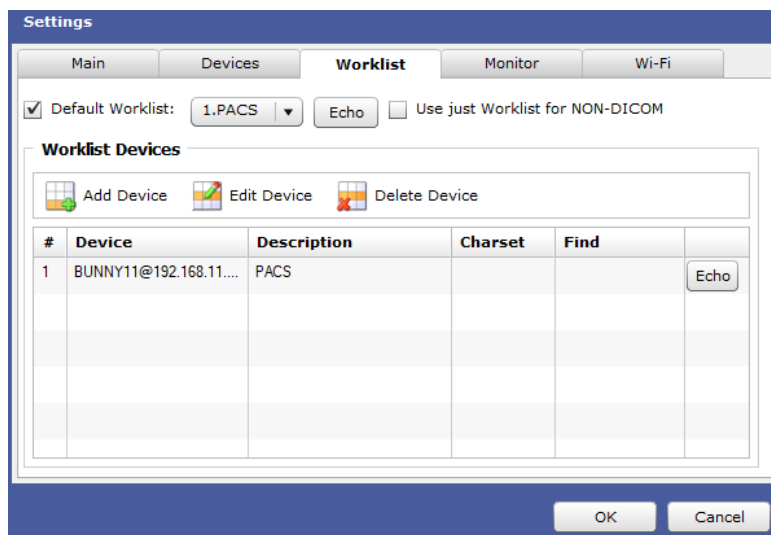 Settings
Main Devices Worklist Monitor Wi-Fi
Default Worklist: 1.PACS Echo Use just Worklist for NON-DICOM
Worklist Devices
Add Device Edit Device Delete Device
# Device Description Charset Find
1 BUNNY11@192.168.11.... PACS Echo
OK Cancel